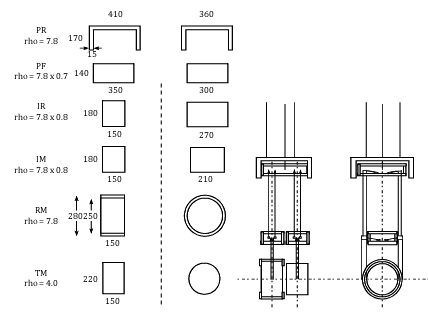 410 360
PR 170
rho = 7.8
15
PF 140
rho = 7.8 x 0.7
350 300
IR 180
rho = 7.8 x 0.8
150 270
IM 180
rho = 7.8 x 0.8
150 210
RM
rho = 7.8 280 250
150
TM 220
rho = 4.0
150